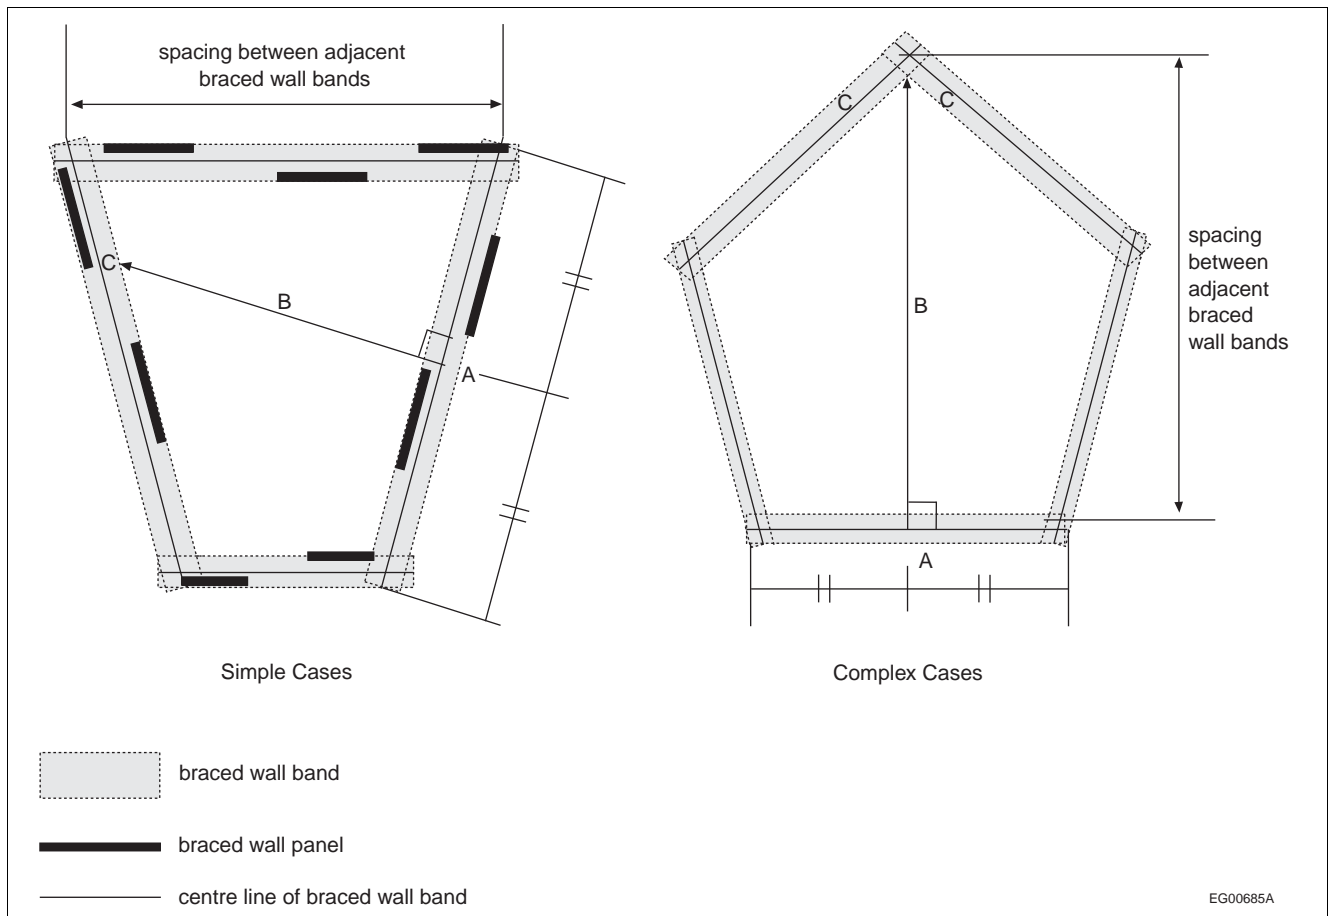 spacing between adjacent
braced wall bands
C
B
A
Simple Cases
C
C
B
A
spacing
between
adjacent
braced
wall bands
Complex Cases
braced wall band
braced wall panel
centre line of braced wall band
EG00685A